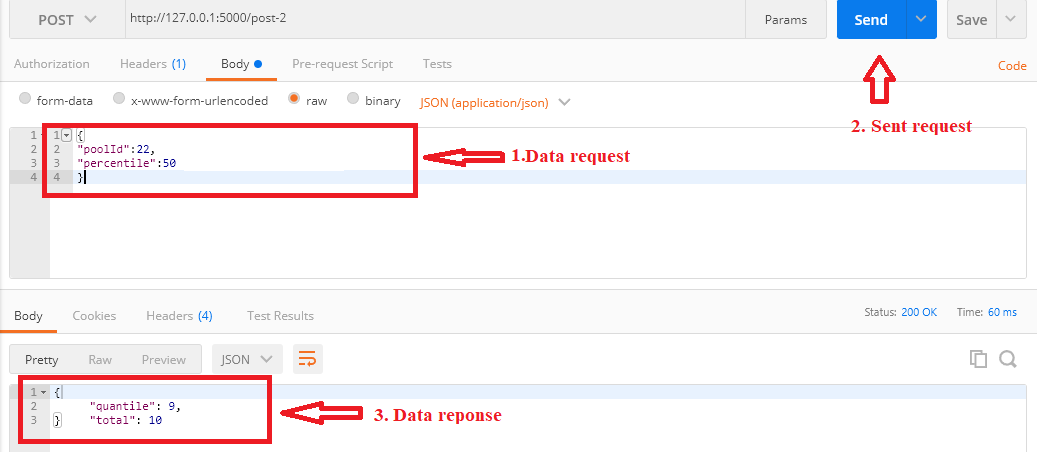 POST http://127.0.0.1:5000/post-2 Params Send Save
Authorization Headers (1) Body Pre-request Script Tests Code
form-data x-www-form-urlencoded raw binary JSON (application/json)
2. Sent request
1 1 {
2 2 "poolId":22,
3 3 "percentile":50
4 4 }
1.Data request
Body Cookies Headers (4) Test Results Status: 200 OK Time: 60 ms
Pretty Raw Preview JSON
1 {
2 "quantile": 9,
3 } "total": 10
3. Data reponse